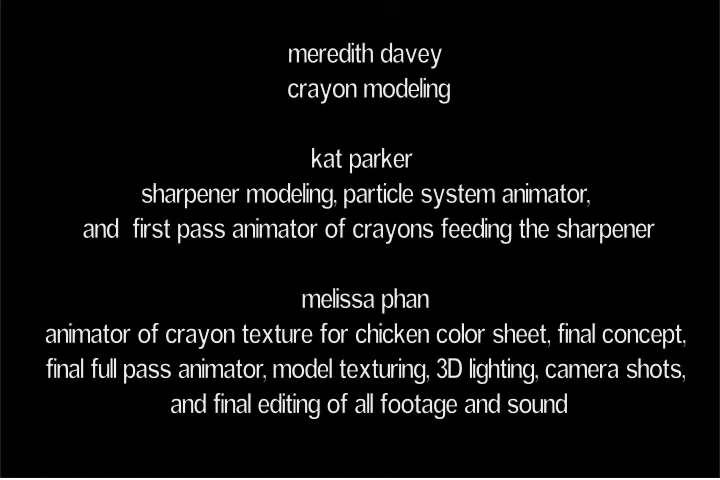 meredith davey
crayon modeling
kat parker
sharpener modeling, particle system animator,
and first pass animator of crayons feeding the sharpener
melissa phan
animator of crayon texture for chicken color sheet, final concept,
final full pass animator, model texturing, 3D lighting, camera shots,
and final editing of all footage and sound